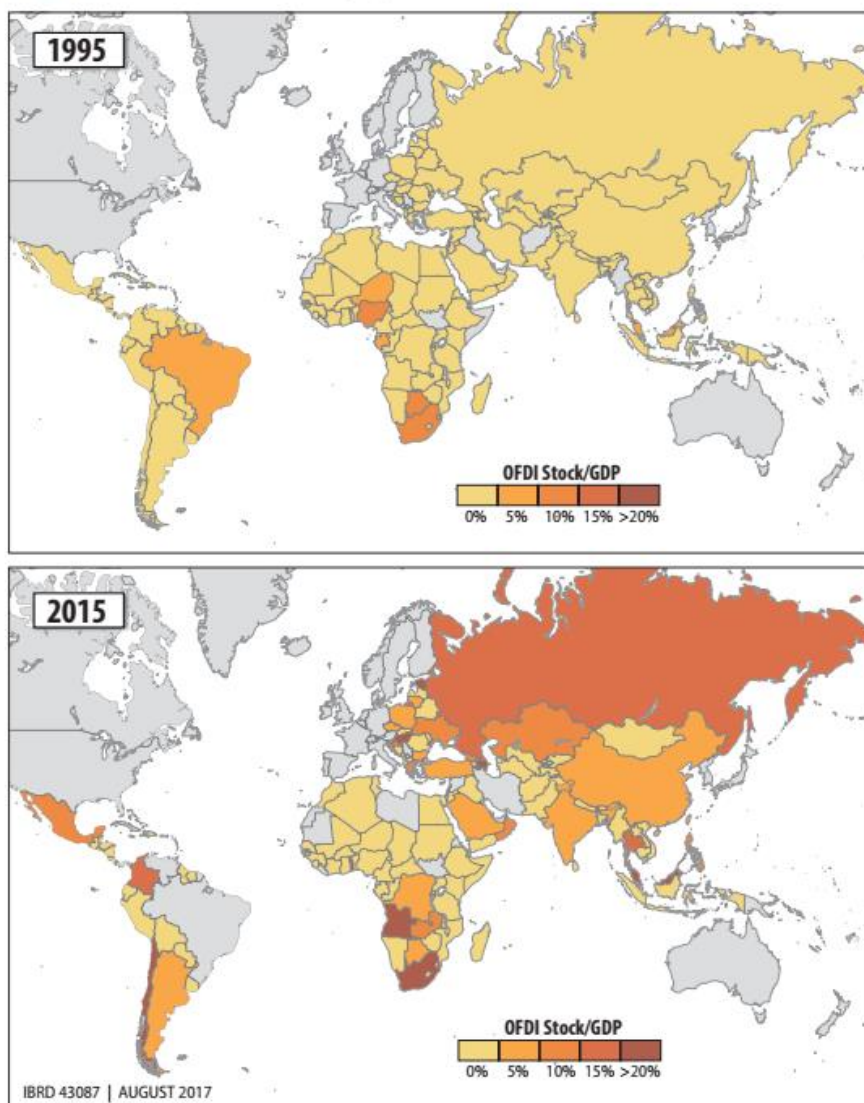 1995
OFDI Stock/GDP
0% 5% 10% 15% >20%
2015
OFDI Stock/GDP
0% 5% 10% 15% >20%
IBRD 43087 | AUGUST 2017